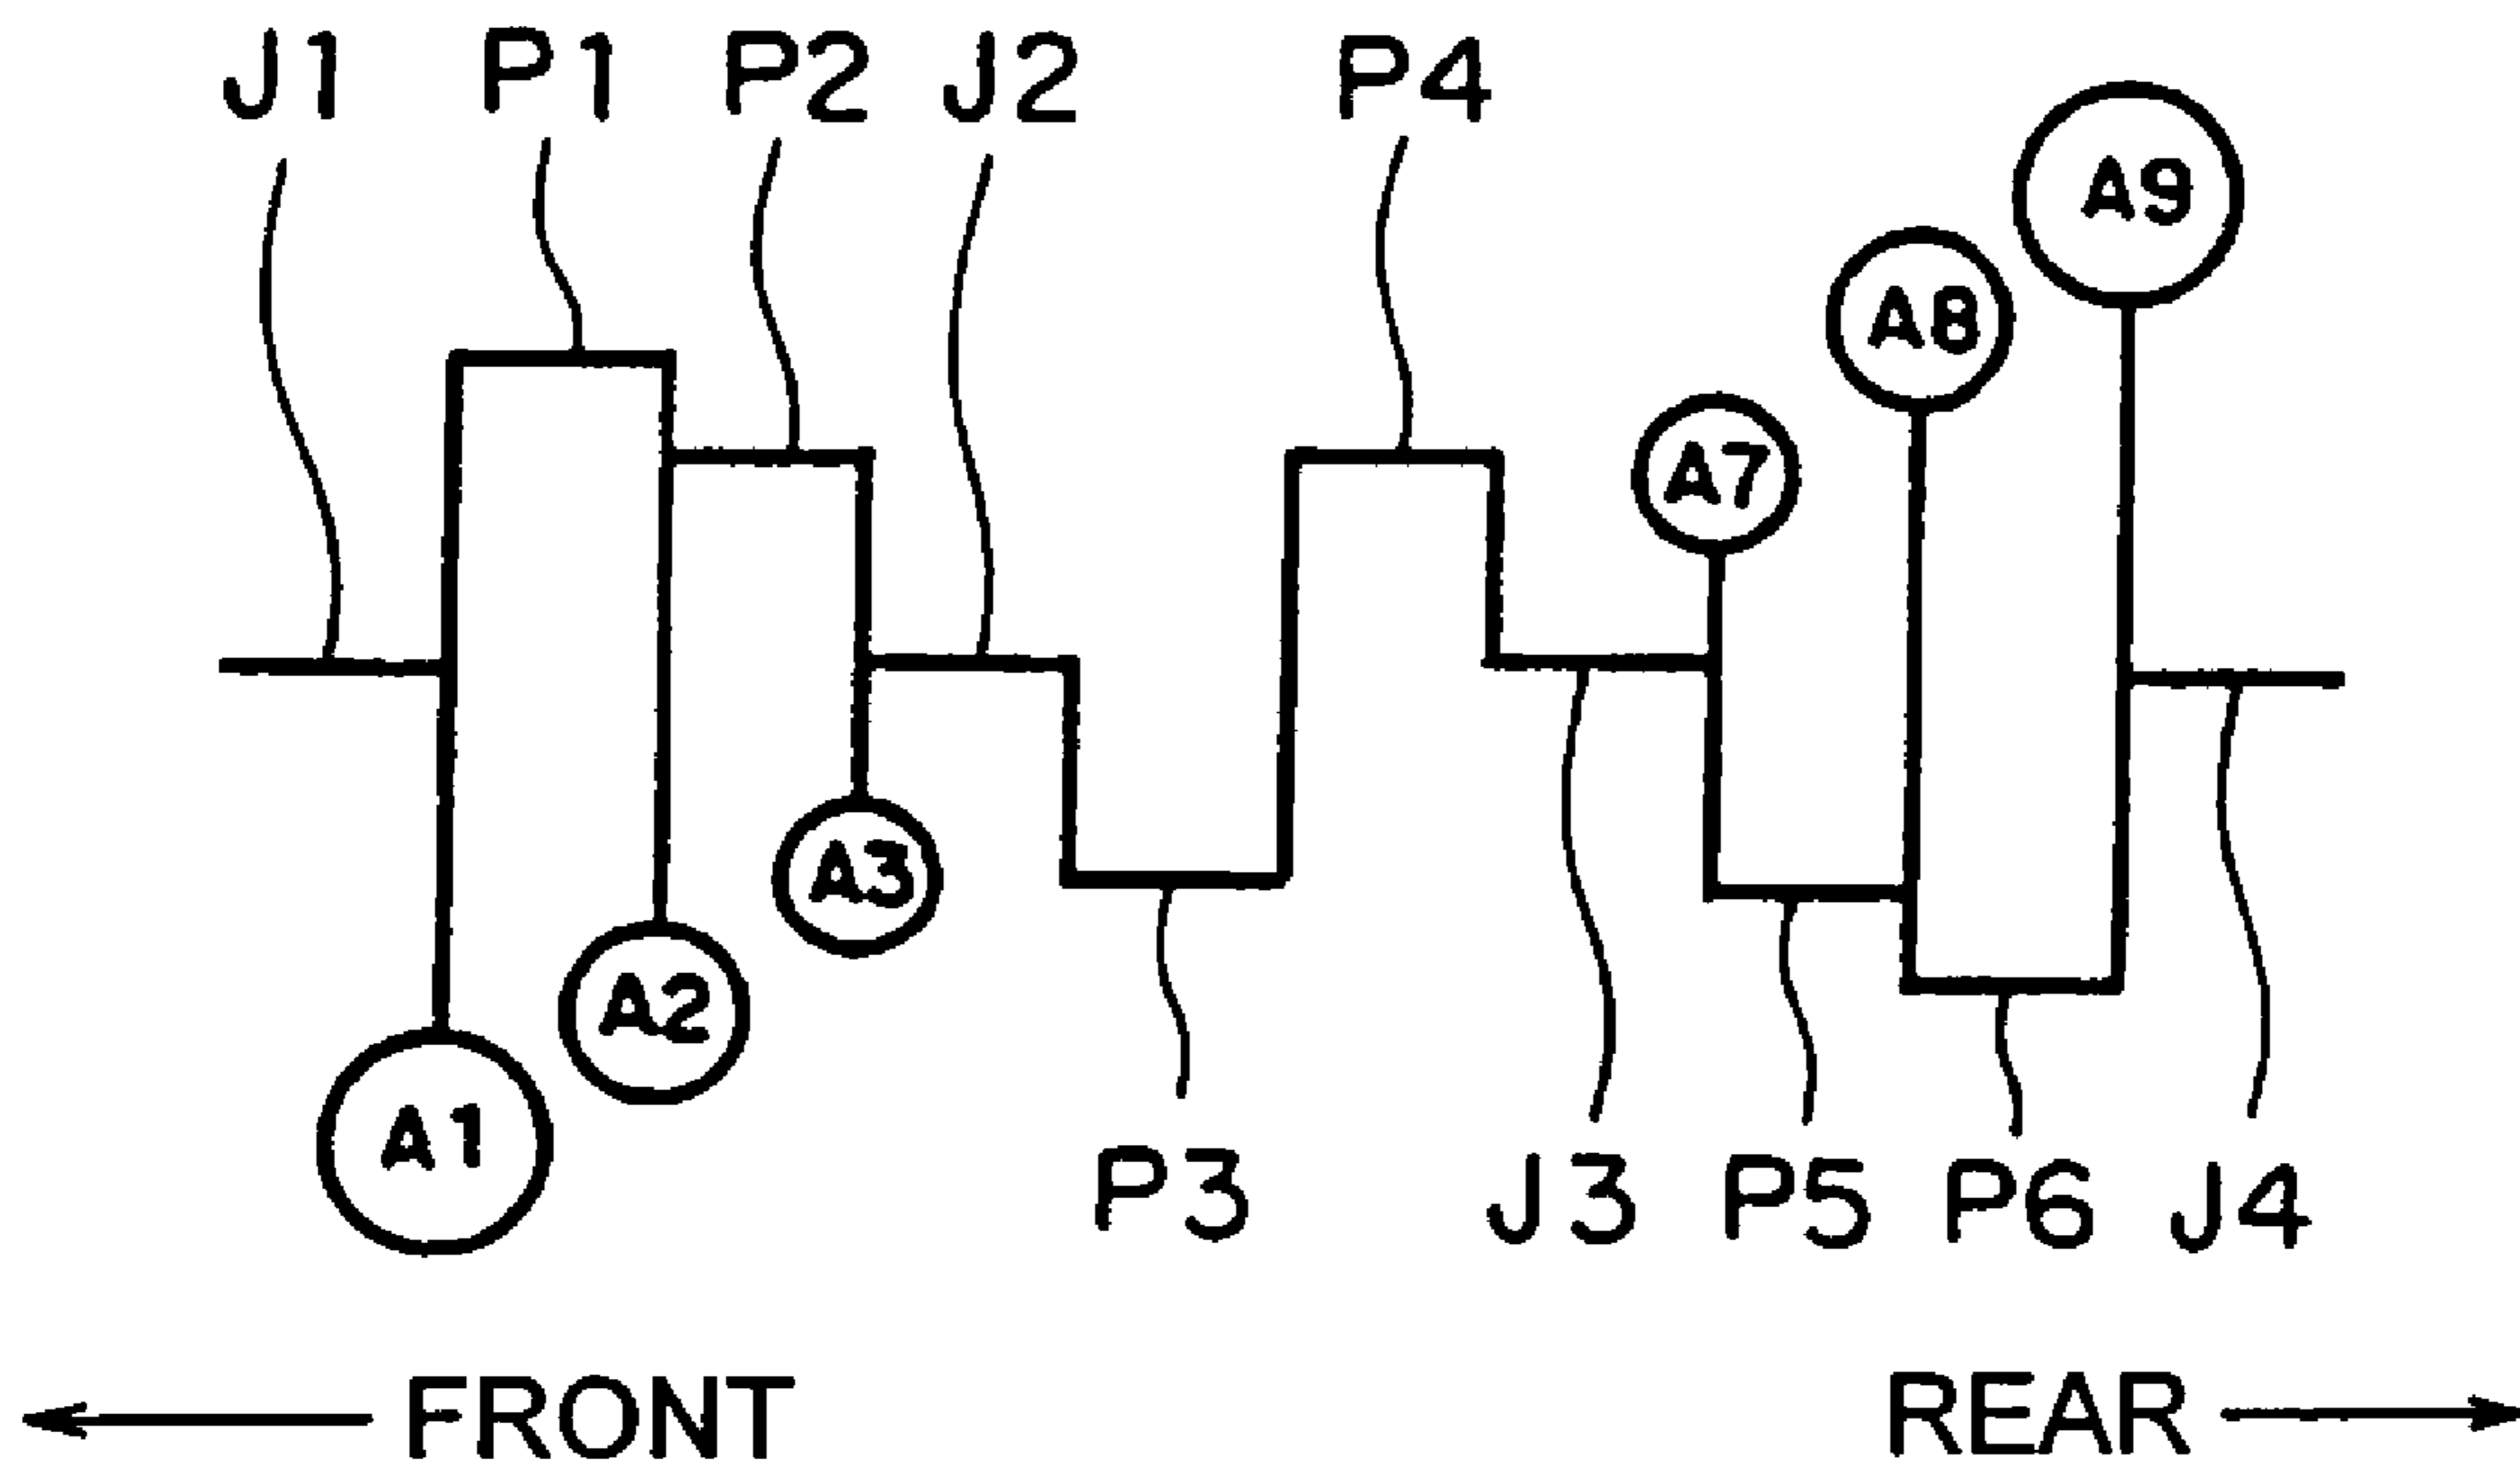 J1 P1 P2 J2 P4
A9
A8
A7
A3
A2
A1
P3 J3 P5 P6 J4
FRONT REAR